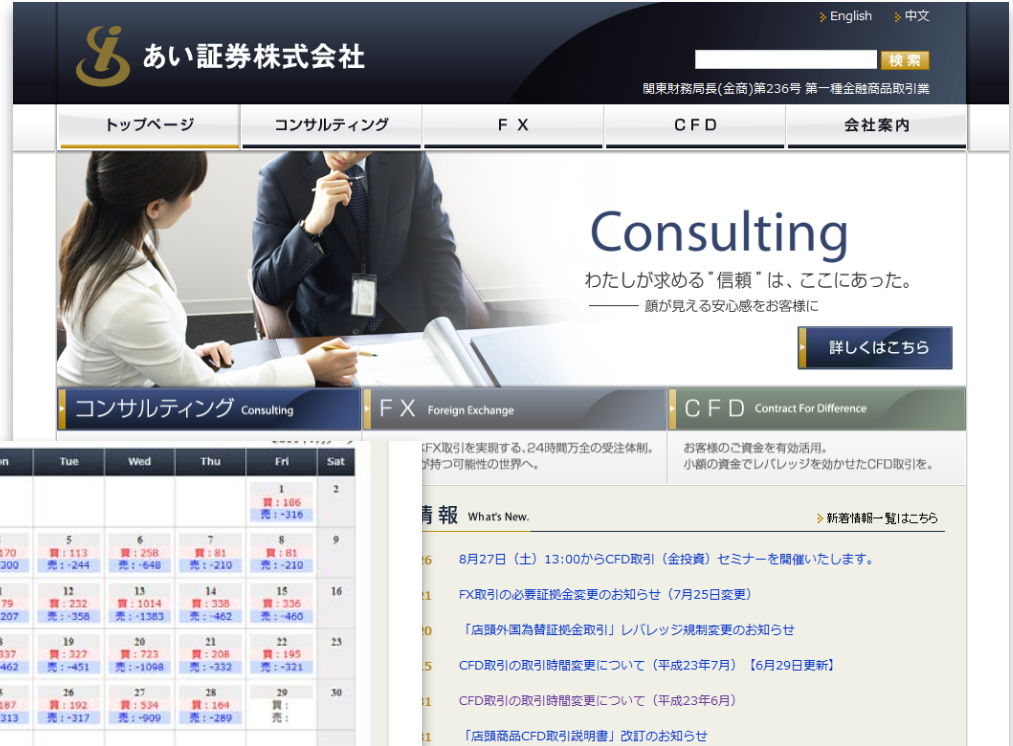 English
中文
あい証券株式会社
検索
関東財務局長(金商)第236号 第一種金融商品取引業
トップページ コンサルティング FX CFD 会社案内
Consulting
わたしが求める"信頼"は、ここにあった。
顔が見える安心感をお客様に
詳しくはこちら
コンサルティング Consulting
FX Foreign Exchange
CFD Contract For Difference
FX取引を実現する、24時間万全の受注体制。
が持つ可能性の世界へ。
お客様のご資金を有効活用。
小額の資金でレバレッジを効かせたCFD取引を。
Tue Wed Thu Fri Sat
1 2
買:186
売:-316
5 6 7 8 9
170 買:113 買:258 買:81 買:81
300 売:-244 売:-648 売:-210 売:-210
12 13 14 15 16
79 買:232 買:1014 買:338 買:336
207 売:-358 売:-1383 売:-462 売:-460
19 20 21 22 23
337 買:327 買:723 買:208 買:195
462 売:-451 売:-1098 売:-332 売:-321
26 27 28 29 30
187 買:192 買:534 買:164 買:
313 売:-317 売:-909 売:-289 売:
情報 What's New.
新着情報一覧はこちら
26 8月27日(土)13:00からCFD取引(金投資)セミナーを開催いたします。
21 FX取引の必要証拠金変更のお知らせ(7月25日変更)
20 「店頭外国為替証拠金取引」レバレッジ規制変更のお知らせ
15 CFD取引の取引時間変更について(平成23年7月)【6月29日更新】
31 CFD取引の取引時間変更について(平成23年6月)
31 「店頭商品CFD取引説明書」改訂のお知らせ